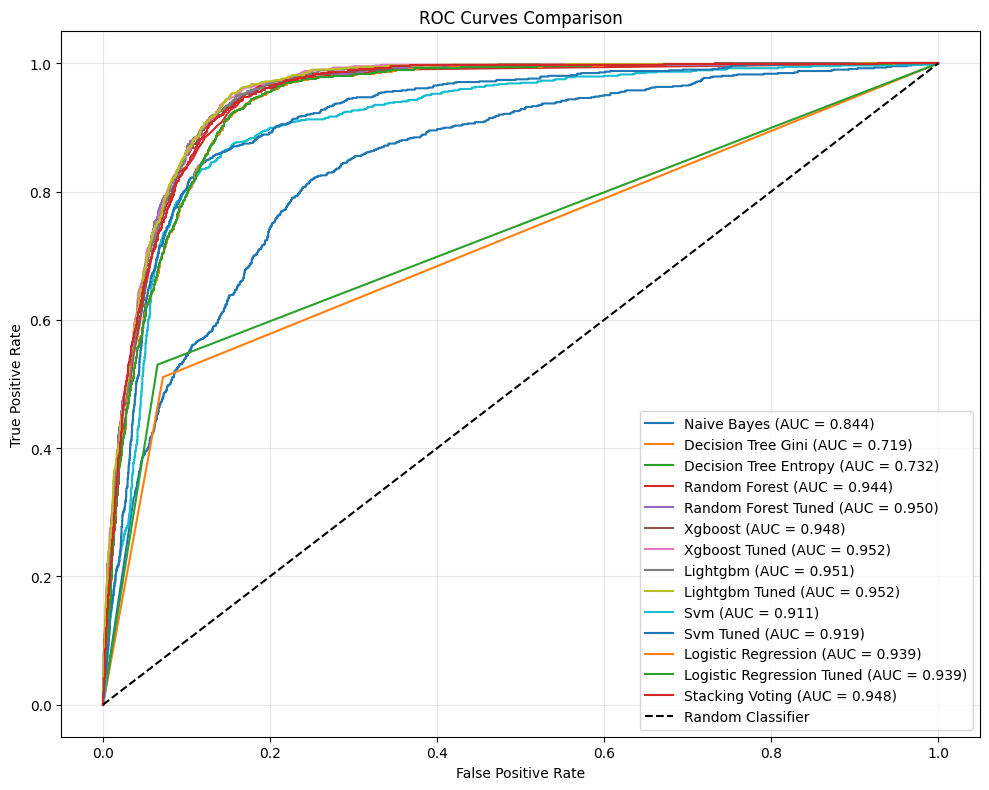 ROC Curves Comparison
True Positive Rate
1.0
0.8
0.6
0.4
0.2
0.0
0.0 0.2 0.4 0.6 0.8 1.0
False Positive Rate
Naive Bayes (AUC = 0.844)
Decision Tree Gini (AUC = 0.719)
Decision Tree Entropy (AUC = 0.732)
Random Forest (AUC = 0.944)
Random Forest Tuned (AUC = 0.950)
Xgboost (AUC = 0.948)
Xgboost Tuned (AUC = 0.952)
Lightgbm (AUC = 0.951)
Lightgbm Tuned (AUC = 0.952)
Svm (AUC = 0.911)
Svm Tuned (AUC = 0.919)
Logistic Regression (AUC = 0.939)
Logistic Regression Tuned (AUC = 0.939)
Stacking Voting (AUC = 0.948)
Random Classifier